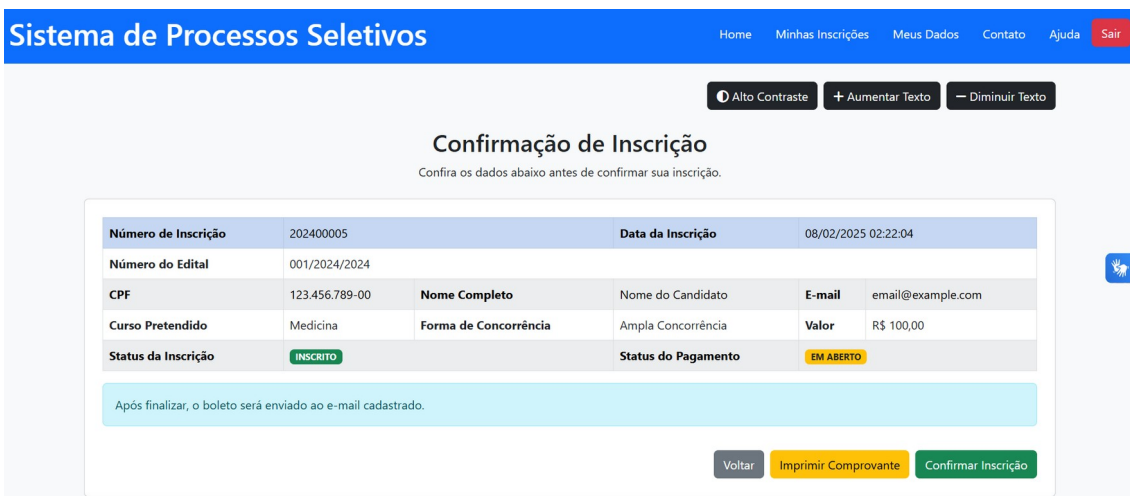 Sistema de Processos Seletivos Home Minhas Inscrições Meus Dados Contato Ajuda Sair
Alto Contraste + Aumentar Texto − Diminuir Texto
Confirmação de Inscrição
Confira os dados abaixo antes de confirmar sua inscrição.
Número de Inscrição 202400005 Data da Inscrição 08/02/2025 02:22:04
Número do Edital 001/2024/2024
CPF 123.456.789-00 Nome Completo Nome do Candidato E-mail email@example.com
Curso Pretendido Medicina Forma de Concorrência Ampla Concorrência Valor R$ 100,00
Status da Inscrição INSCRITO Status do Pagamento EM ABERTO
Após finalizar, o boleto será enviado ao e-mail cadastrado.
Voltar Imprimir Comprovante Confirmar Inscrição